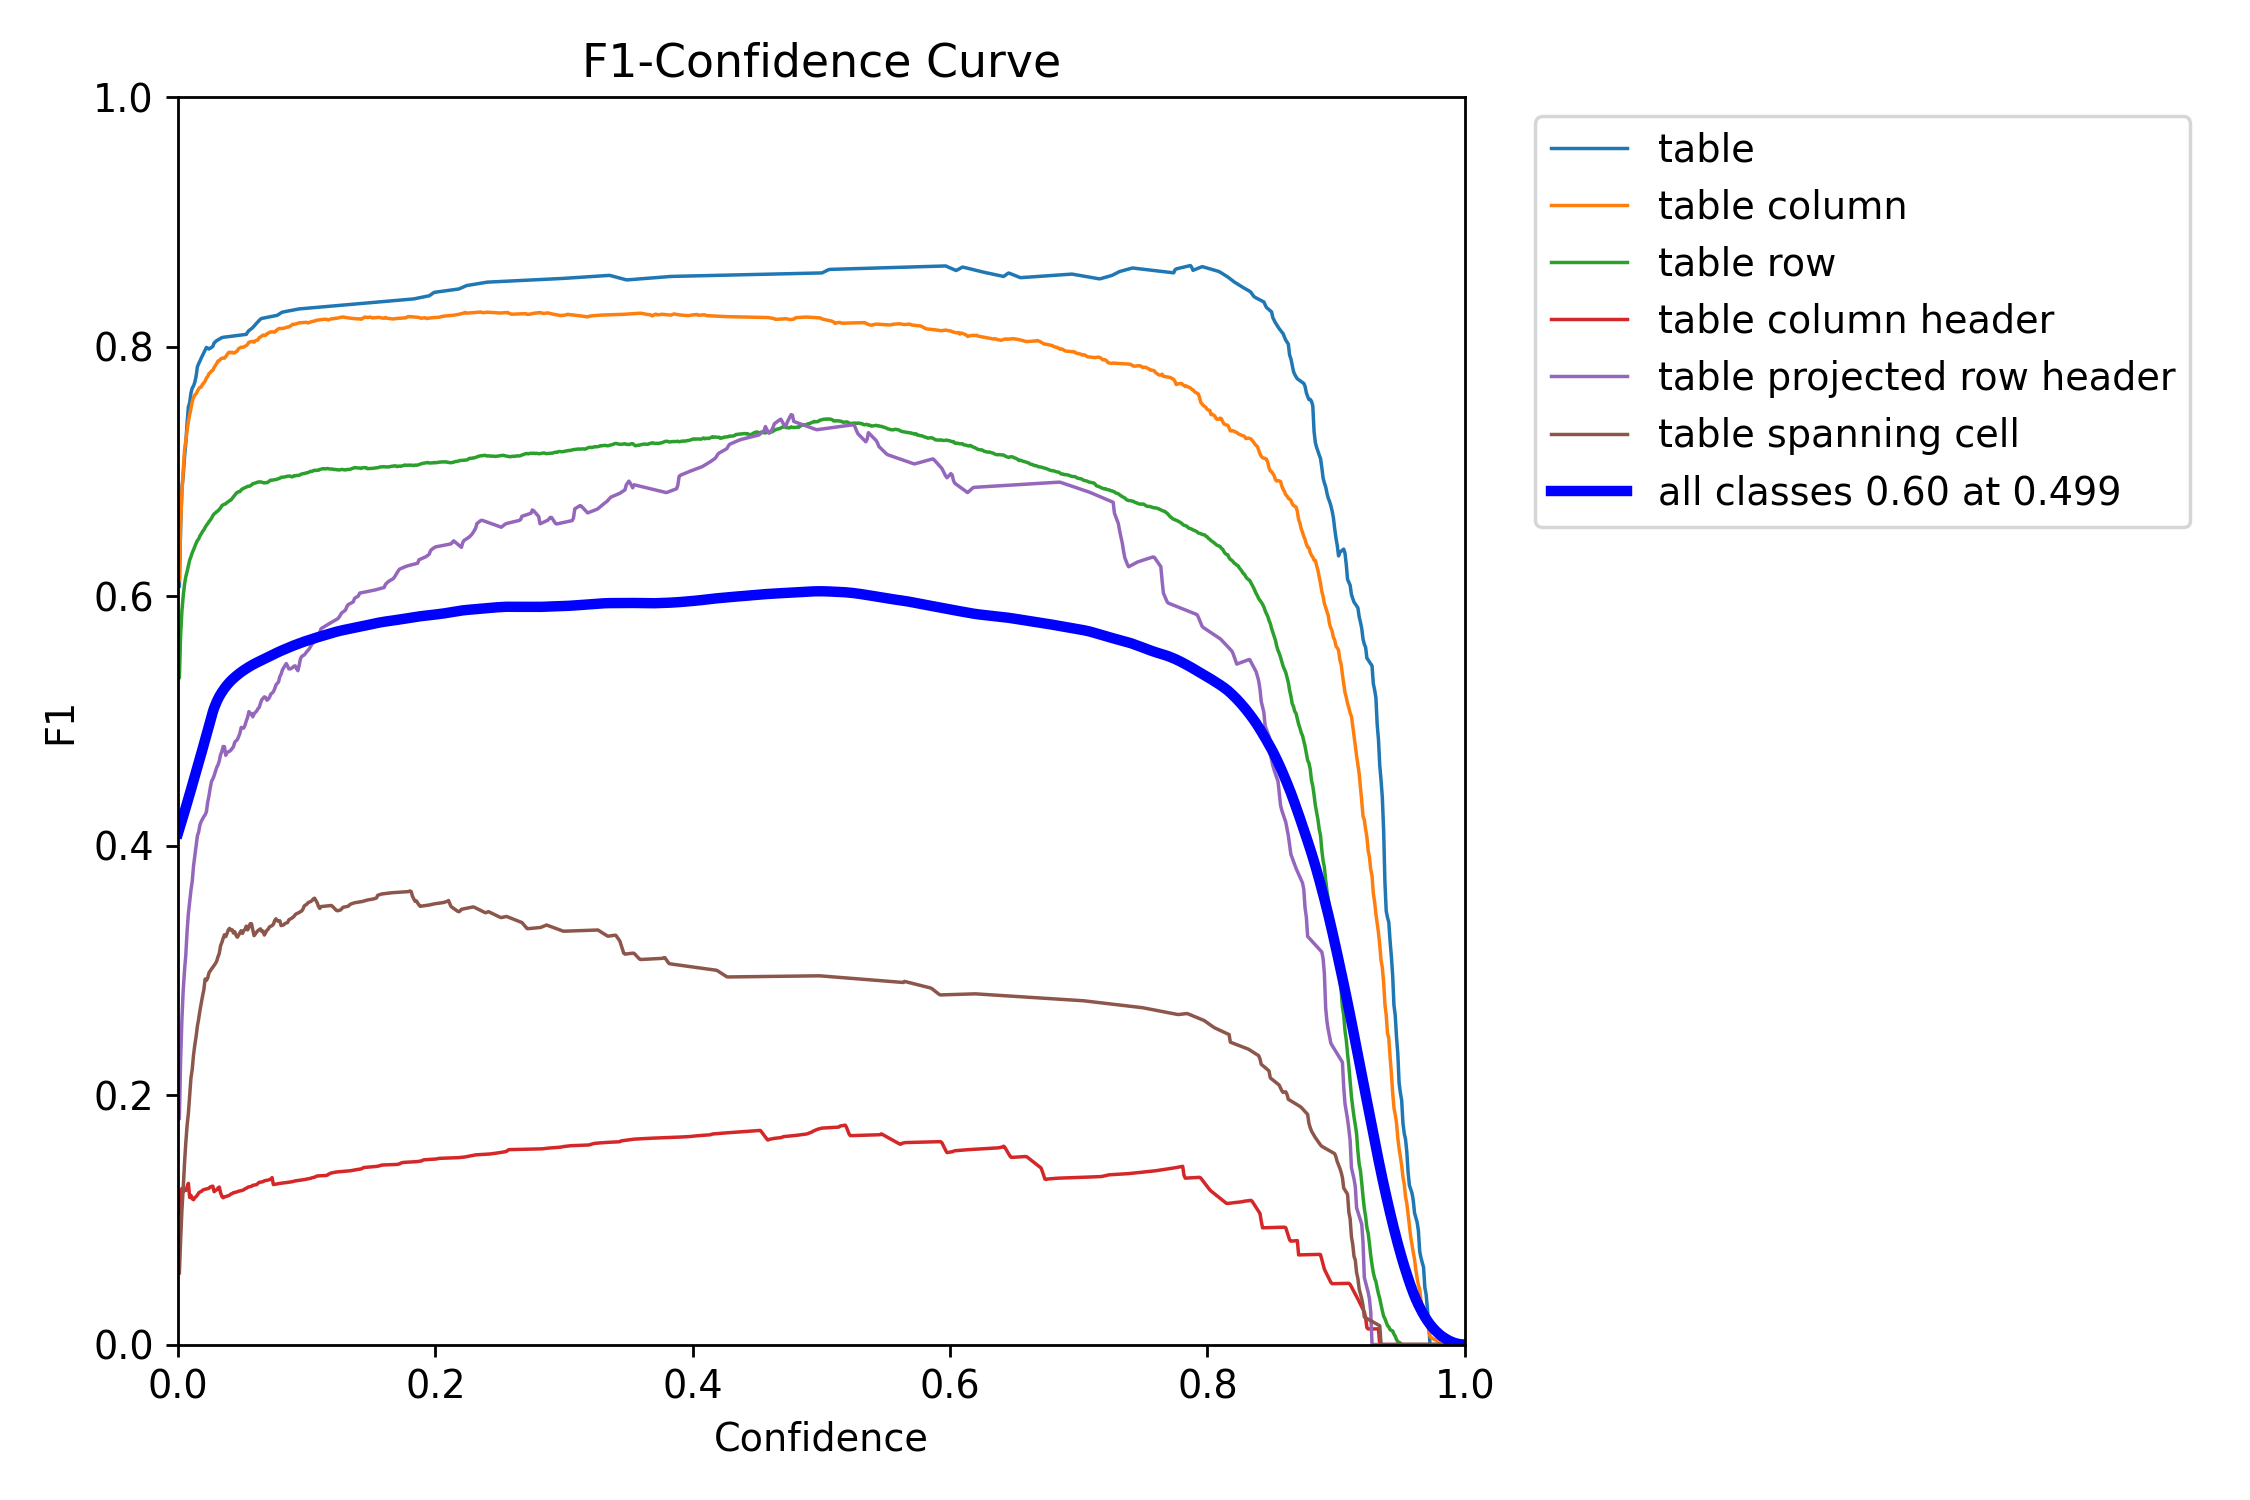 F1-Confidence Curve
1.0
0.8
0.6
0.4
0.2
0.0
F1
0.0 0.2 0.4 0.6 0.8 1.0
Confidence
table
table column
table row
table column header
table projected row header
table spanning cell
all classes 0.60 at 0.499